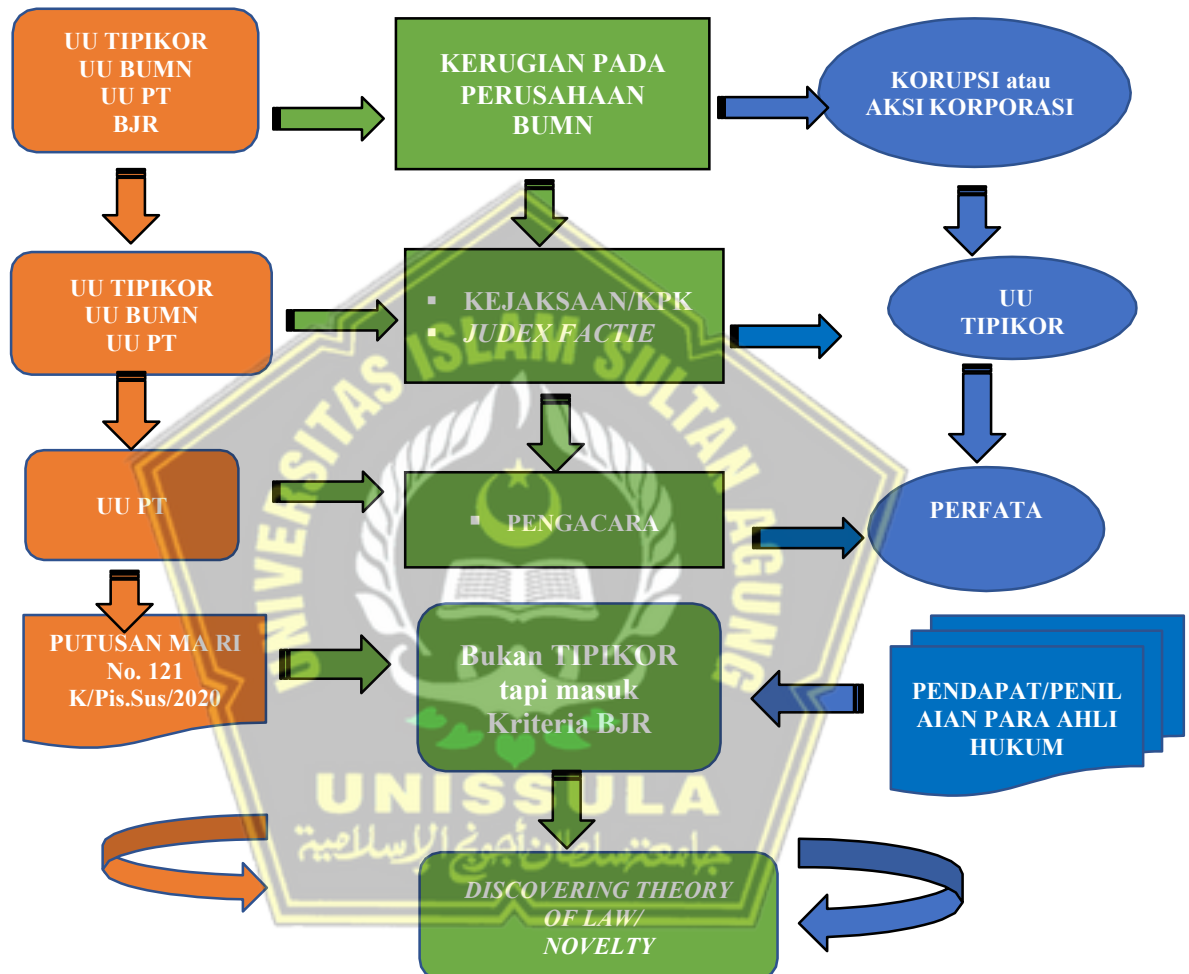 UU TIPIKOR
UU BUMN
UU PT
BJR
KERUGIAN PADA
PERUSAHAAN
BUMN
KORUPSI atau
AKSI KORPORASI
UU TIPIKOR
UU BUMN
UU PT
▪ KEJAKSAAN/KPK
▪ JUDEX FACTIE
UU
TIPIKOR
UU PT
▪ PENGACARA
PERFATA
PUTUSAN MA RI
No. 121
K/Pis.Sus/2020
Bukan TIPIKOR
tapi masuk
Kriteria BJR
PENDAPAT/PENIL
AIAN PARA AHLI
HUKUM
DISCOVERING THEORY
OF LAW/
NOVELTY
UNIVERSITAS ISLAM SULTAN AGUNG
UNISSULA
جامعتنسلطان أجونج الإسلامية